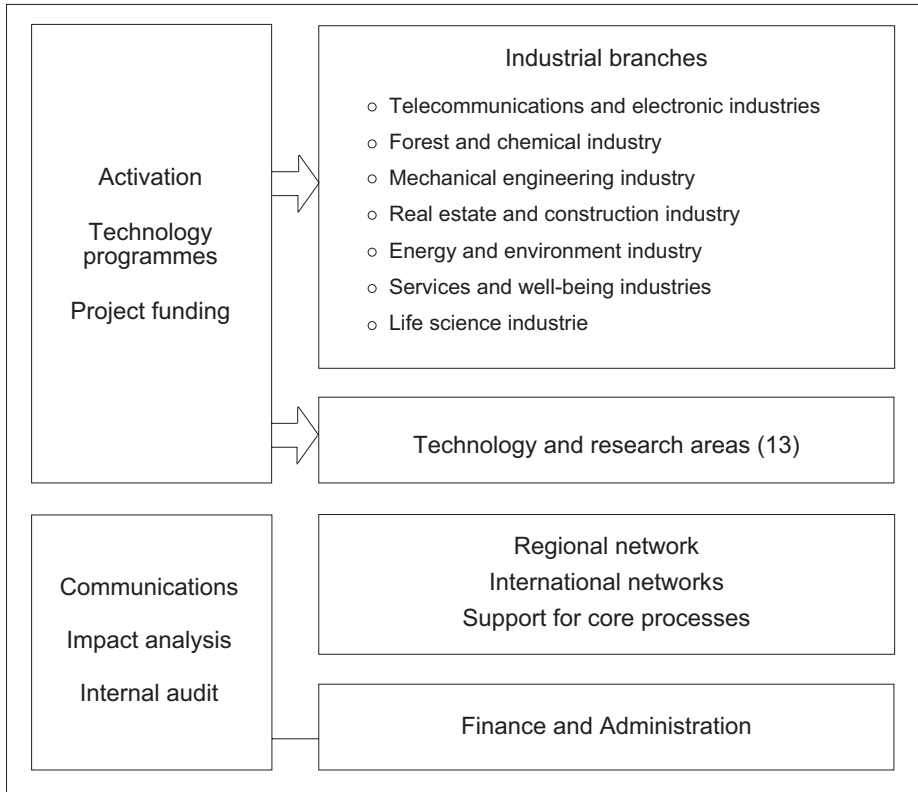 Activation
Technology
programmes
Project funding
Industrial branches
Telecommunications and electronic industries
Forest and chemical industry
Mechanical engineering industry
Real estate and construction industry
Energy and environment industry
Services and well-being industries
Life science industrie
Technology and research areas (13)
Communications
Impact analysis
Internal audit
Regional network
International networks
Support for core processes
Finance and Administration